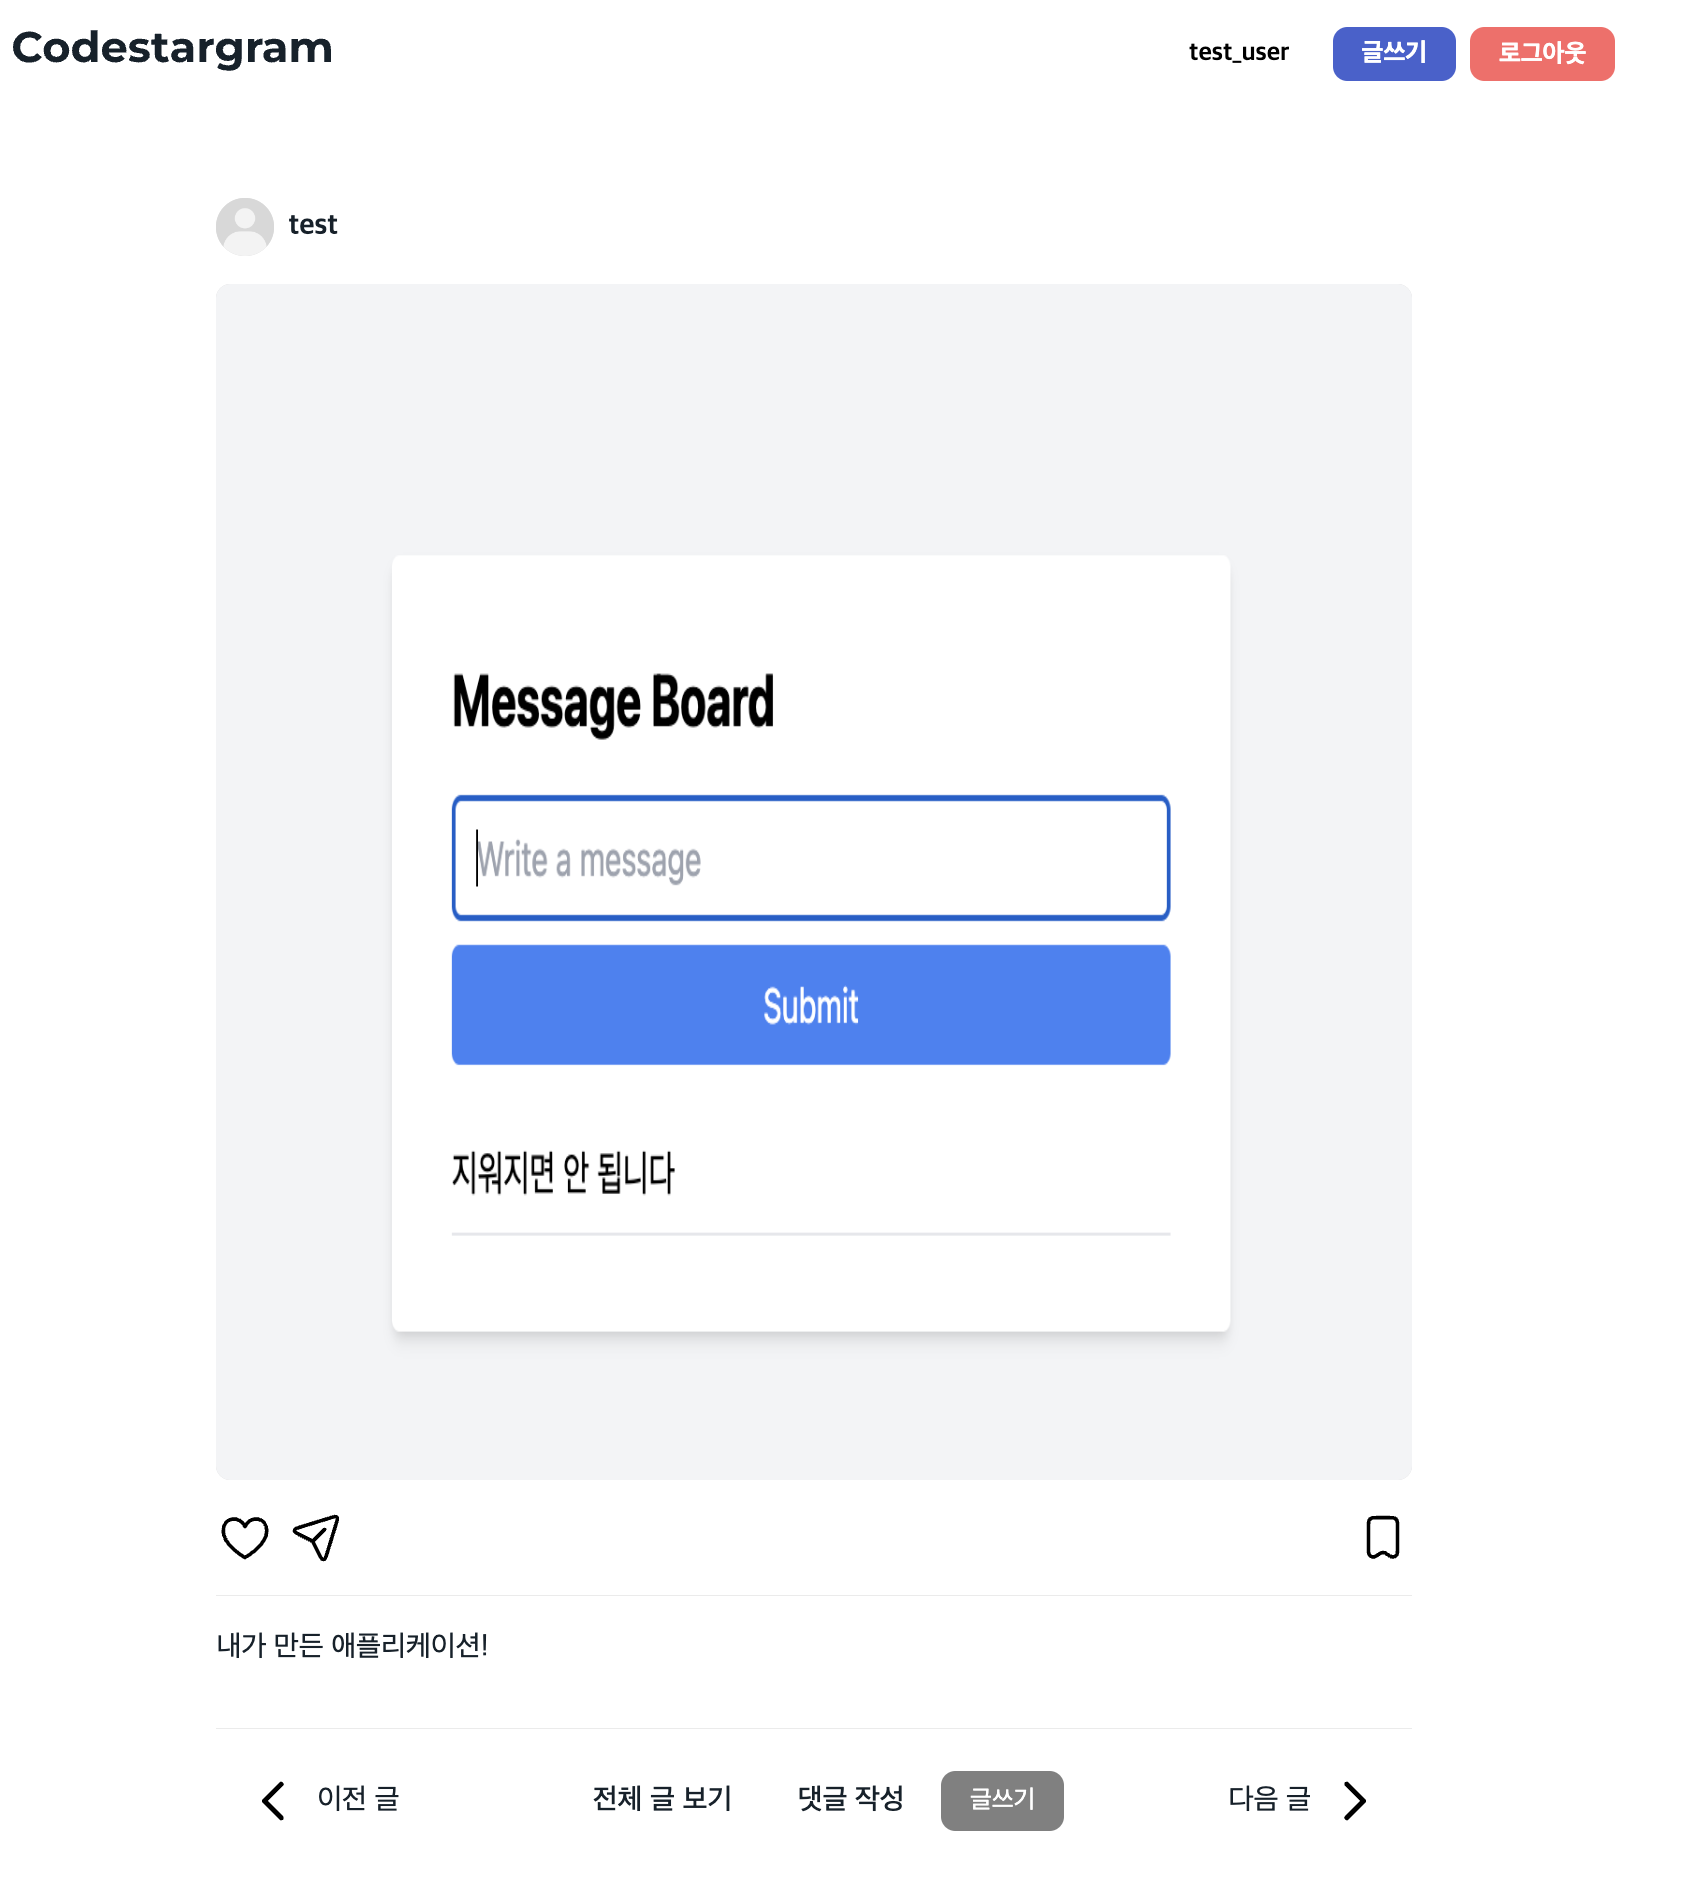 Codestargram
test_user
글쓰기
로그아웃
test
Message Board
Write a message
Submit
지워지면 안 됩니다
내가 만든 애플리케이션!
이전 글
전체 글 보기
댓글 작성
글쓰기
다음 글